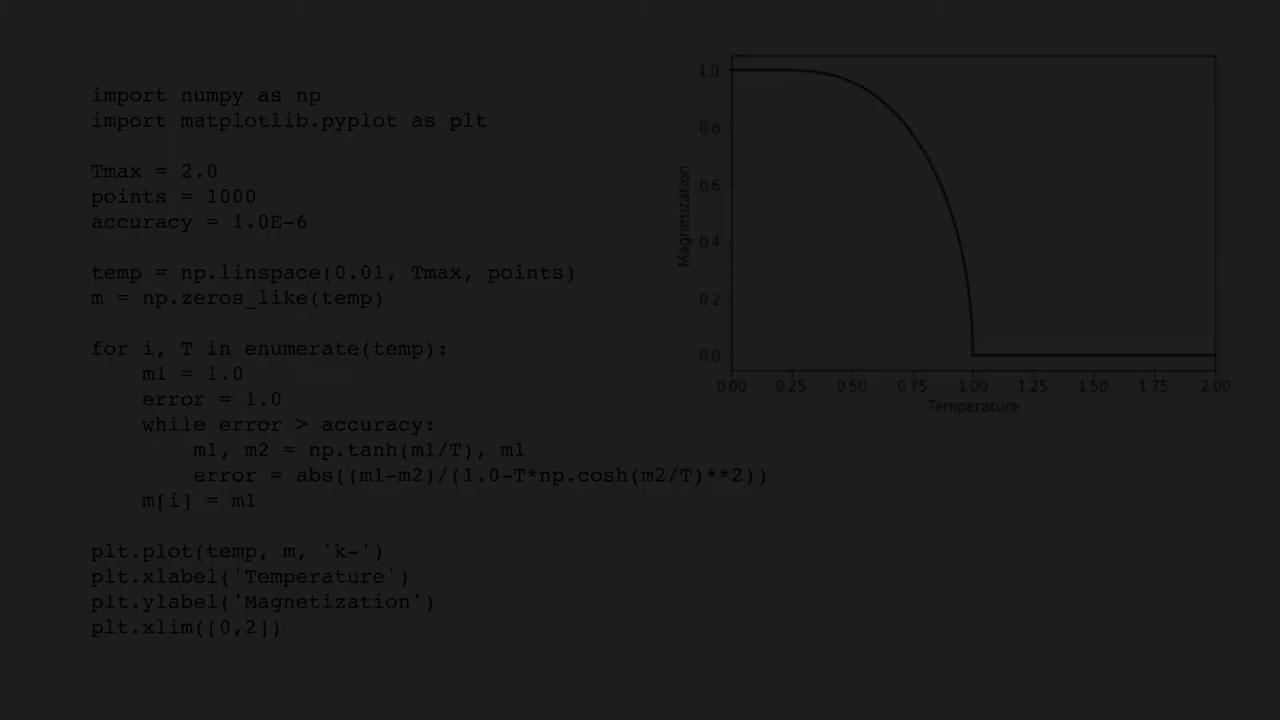 import numpy as np
import matplotlib.pyplot as plt
Tmax = 2.0
points = 1000
accuracy = 1.0E-6
temp = np.linspace(0.01, Tmax, points)
m = np.zeros_like(temp)
for i, T in enumerate(temp):
    m1 = 1.0
    error = 1.0
    while error > accuracy:
        m1, m2 = np.tanh(m1/T), m1
        error = abs((m1-m2)/(1.0-T*np.cosh(m2/T)**2))
    m[i] = m1
plt.plot(temp, m, 'k-')
plt.xlabel('Temperature')
plt.ylabel('Magnetization')
plt.xlim([0,2])
1.0
0.8
0.6
0.4
0.2
0.0
Magnetization
0.00 0.25 0.50 0.75 1.00 1.25 1.50 1.75 2.00
Temperature